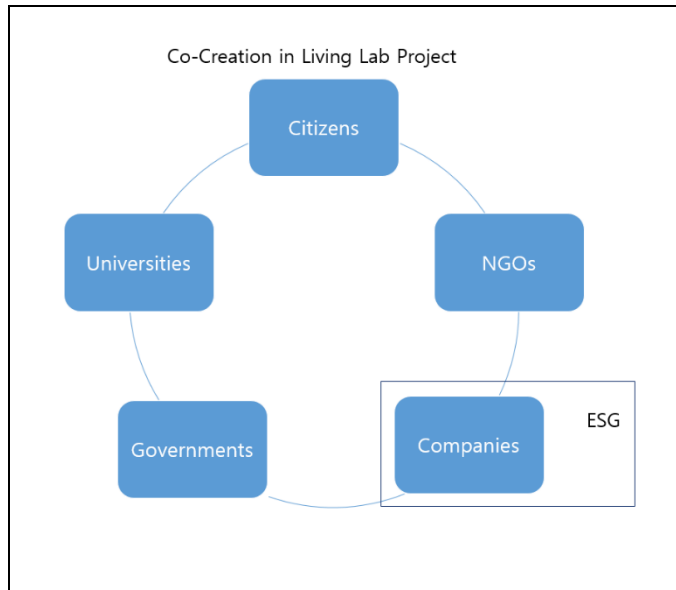 Co-Creation in Living Lab Project
Citizens
Universities
NGOs
Governments
Companies
ESG